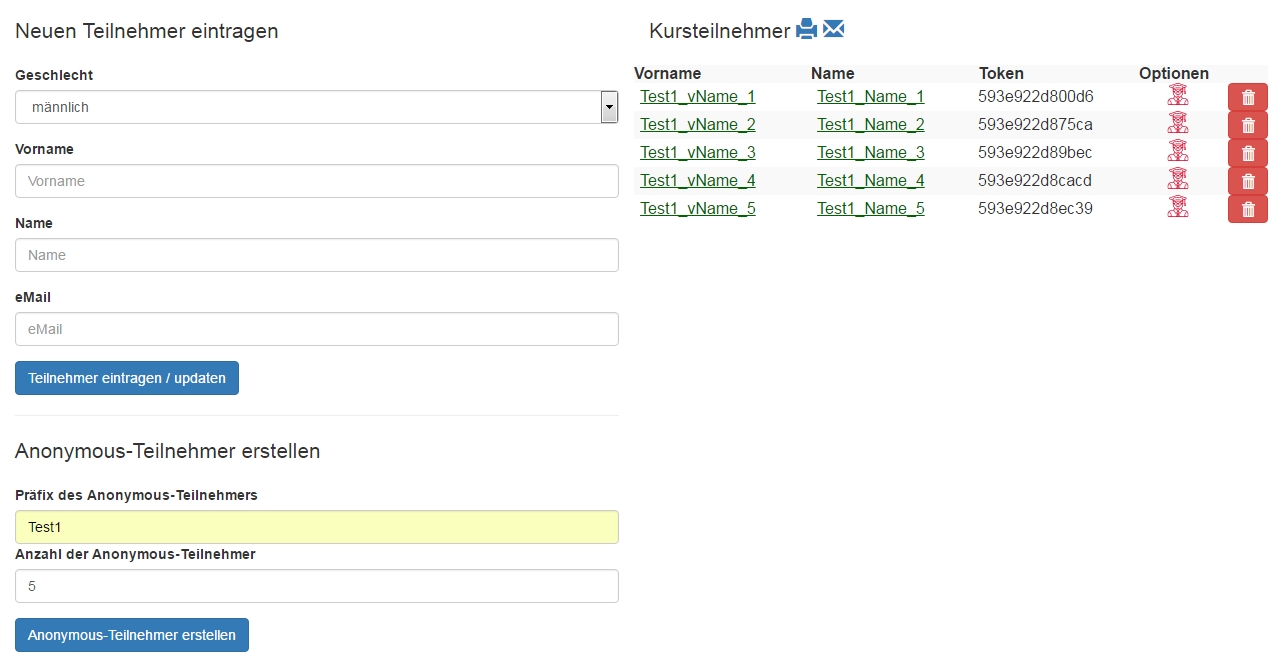 Neuen Teilnehmer eintragen
Geschlecht
männlich
Vorname
Vorname
Name
Name
eMail
eMail
Teilnehmer eintragen / updaten
Anonymous-Teilnehmer erstellen
Präfix des Anonymous-Teilnehmers
Test1
Anzahl der Anonymous-Teilnehmer
5
Anonymous-Teilnehmer erstellen
Kursteilnehmer
Vorname Name Token Optionen
Test1_vName_1 Test1_Name_1 593e922d800d6
Test1_vName_2 Test1_Name_2 593e922d875ca
Test1_vName_3 Test1_Name_3 593e922d89bec
Test1_vName_4 Test1_Name_4 593e922d8cacd
Test1_vName_5 Test1_Name_5 593e922d8ec39